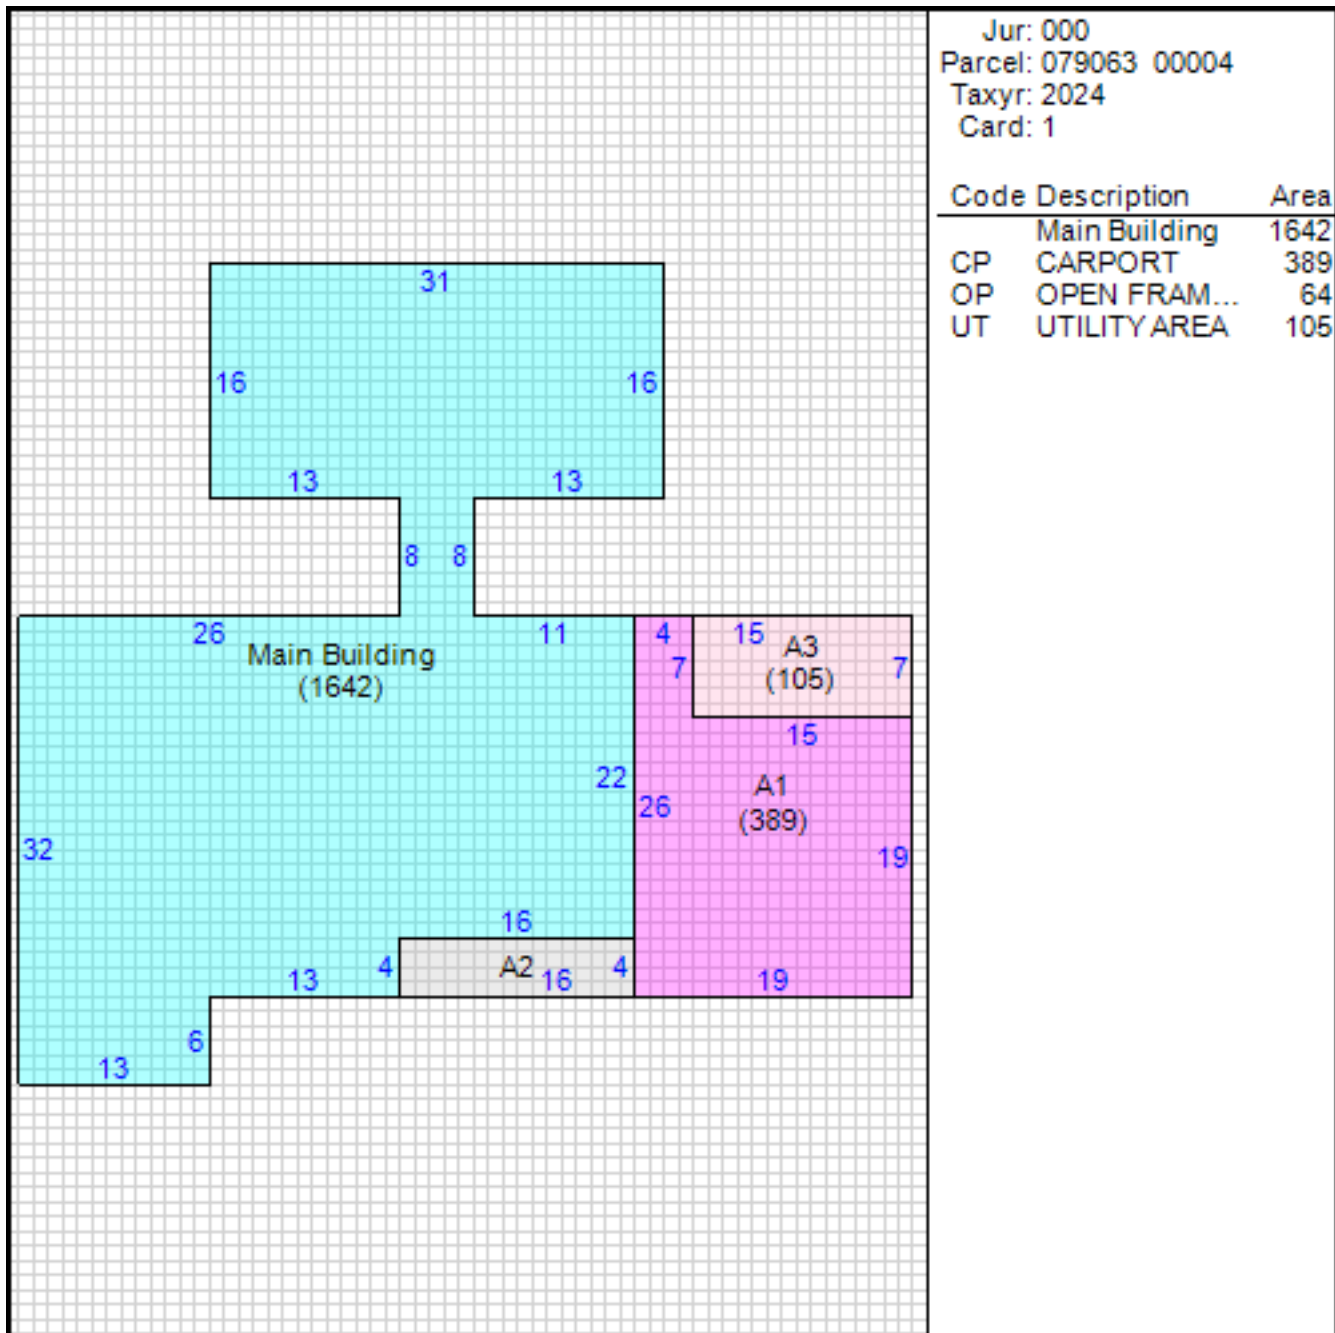 Jur: 000
Parcel: 079063 00004
Taxyr: 2024
Card: 1
Code Description Area
Main Building 1642
CP CARPORT 389
OP OPEN FRAM... 64
UT UTILITY AREA 105
31
16 16
13 13
8 8
26 11 4 15
Main Building
(1642)
A3
(105)
7 7
15
22
A1
(389)
26
32
19
16
4 A2 16 4
13 19
6
13